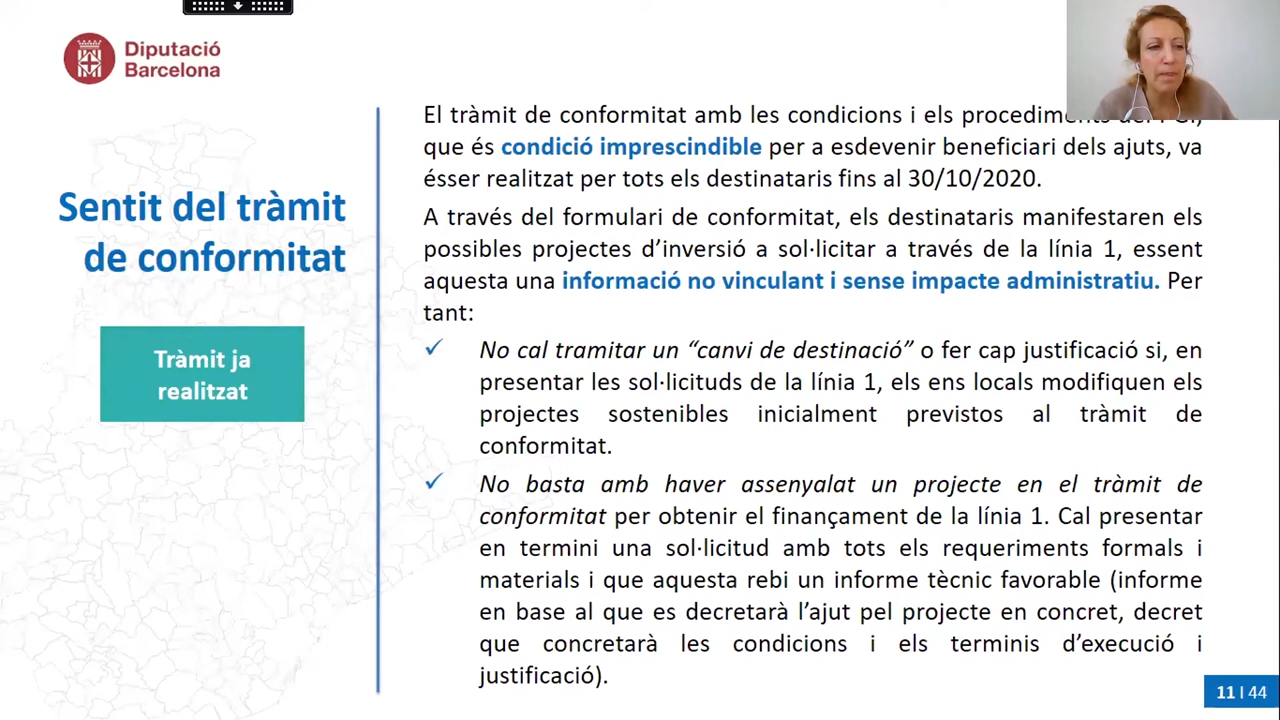 Diputació
Barcelona
Sentit del tràmit
de conformitat
Tràmit ja
realitzat
El tràmit de conformitat amb les condicions i els procediments
que és condició imprescindible per a esdevenir beneficiari dels ajuts, va
ésser realitzat per tots els destinataris fins al 30/10/2020.
A través del formulari de conformitat, els destinataris manifestaren els
possibles projectes d’inversió a sol·licitar a través de la línia 1, essent
aquesta una informació no vinculant i sense impacte administratiu. Per
tant:
✓ No cal tramitar un “canvi de destinació” o fer cap justificació si, en
presentar les sol·licituds de la línia 1, els ens locals modifiquen els
projectes sostenibles inicialment previstos al tràmit de
conformitat.
✓ No basta amb haver assenyalat un projecte en el tràmit de
conformitat per obtenir el finançament de la línia 1. Cal presentar
en termini una sol·licitud amb tots els requeriments formals i
materials i que aquesta rebi un informe tècnic favorable (informe
en base al que es decretarà l’ajut pel projecte en concret, decret
que concretarà les condicions i els terminis d’execució i
justificació).
11 I 44